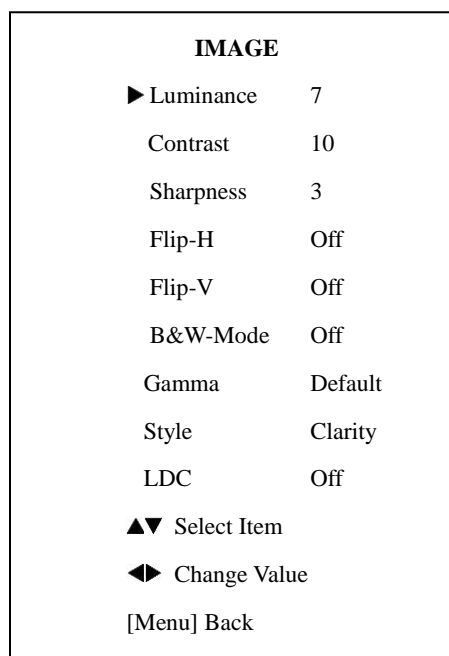 IMAGE
▶ Luminance 7
Contrast 10
Sharpness 3
Flip-H Off
Flip-V Off
B&W-Mode Off
Gamma Default
Style Clarity
LDC Off
▲▼ Select Item
◀▶ Change Value
[Menu] Back